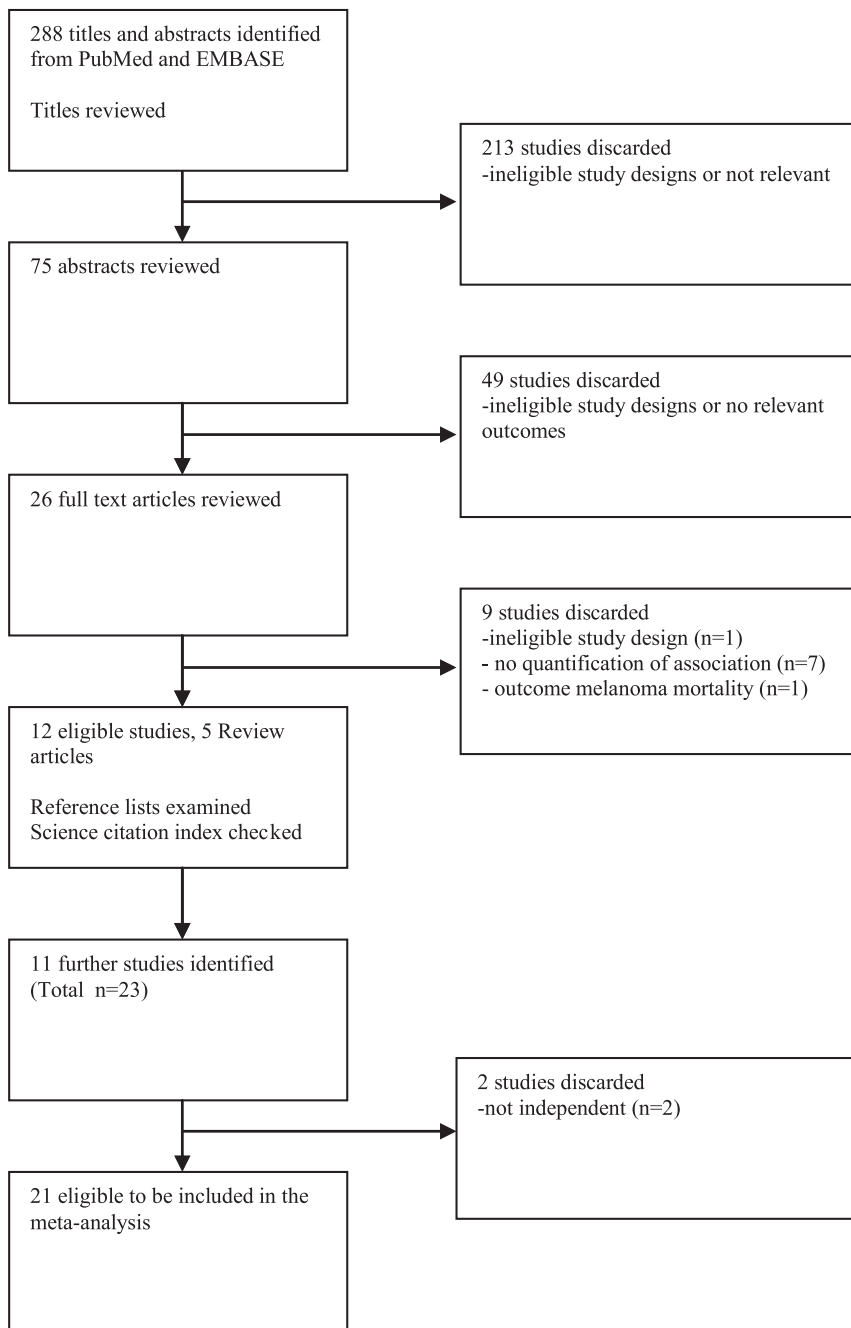 288 titles and abstracts identified
from PubMed and EMBASE
Titles reviewed
213 studies discarded
-ineligible study designs or not relevant
75 abstracts reviewed
49 studies discarded
-ineligible study designs or no relevant
outcomes
26 full text articles reviewed
9 studies discarded
-ineligible study design (n=1)
- no quantification of association (n=7)
- outcome melanoma mortality (n=1)
12 eligible studies, 5 Review
articles
Reference lists examined
Science citation index checked
11 further studies identified
(Total n=23)
2 studies discarded
-not independent (n=2)
21 eligible to be included in the
meta-analysis